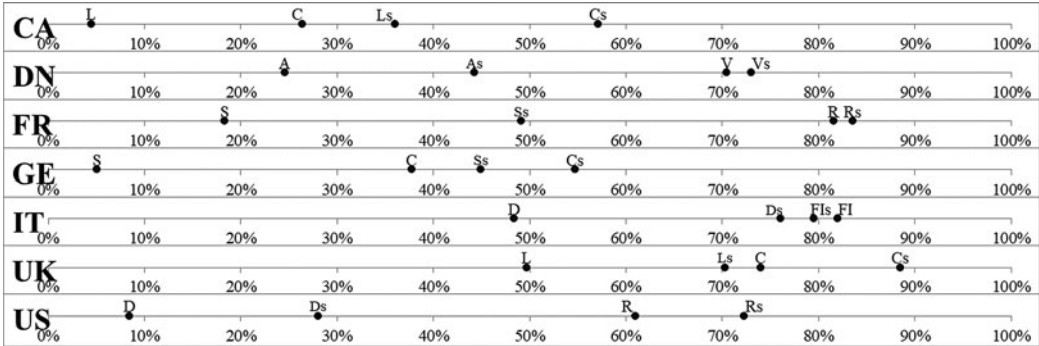 L C Ls Cs
CA
0% 10% 20% 30% 40% 50% 60% 70% 80% 90% 100%
A As V Vs
DN
0% 10% 20% 30% 40% 50% 60% 70% 80% 90% 100%
S Ss R Rs
FR
0% 10% 20% 30% 40% 50% 60% 70% 80% 90% 100%
S C Ss Cs
GE
0% 10% 20% 30% 40% 50% 60% 70% 80% 90% 100%
D Ds FIs FI
IT
0% 10% 20% 30% 40% 50% 60% 70% 80% 90% 100%
L Ls C Cs
UK
0% 10% 20% 30% 40% 50% 60% 70% 80% 90% 100%
D Ds R Rs
US
0% 10% 20% 30% 40% 50% 60% 70% 80% 90% 100%